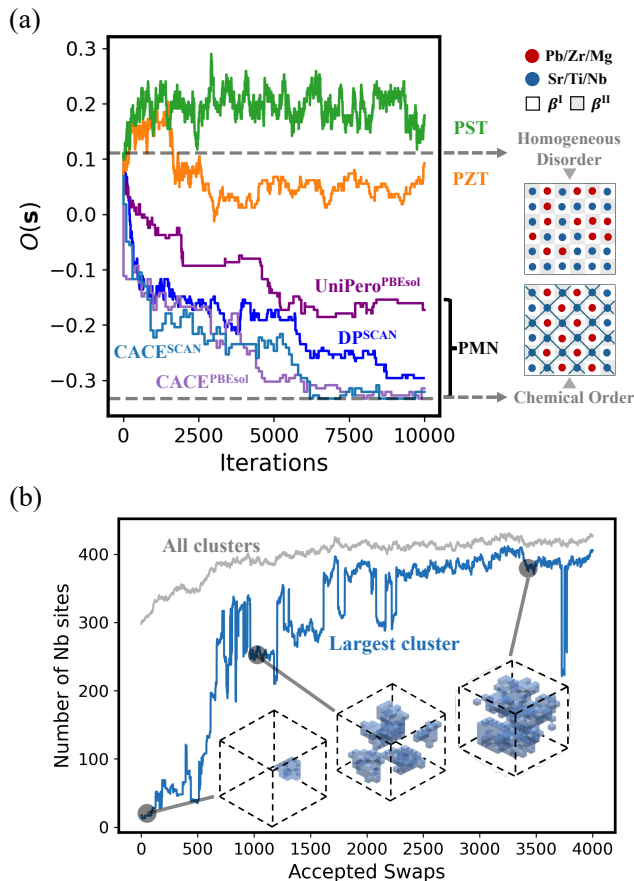 (a)
O(s)
0.3
0.2
0.1
0.0
−0.1
−0.2
−0.3
0
2500
5000
7500
10000
Iterations
PST
PZT
UniPero^PBEsol
DP^SCAN
CACE^SCAN
CACE^PBEsol
PMN
Pb/Zr/Mg
Sr/Ti/Nb
β^I β^II
Homogeneous
Disorder
Chemical Order
(b)
Number of Nb sites
400
300
200
100
0
0
500
1000
1500
2000
2500
3000
3500
4000
Accepted Swaps
All clusters
Largest cluster